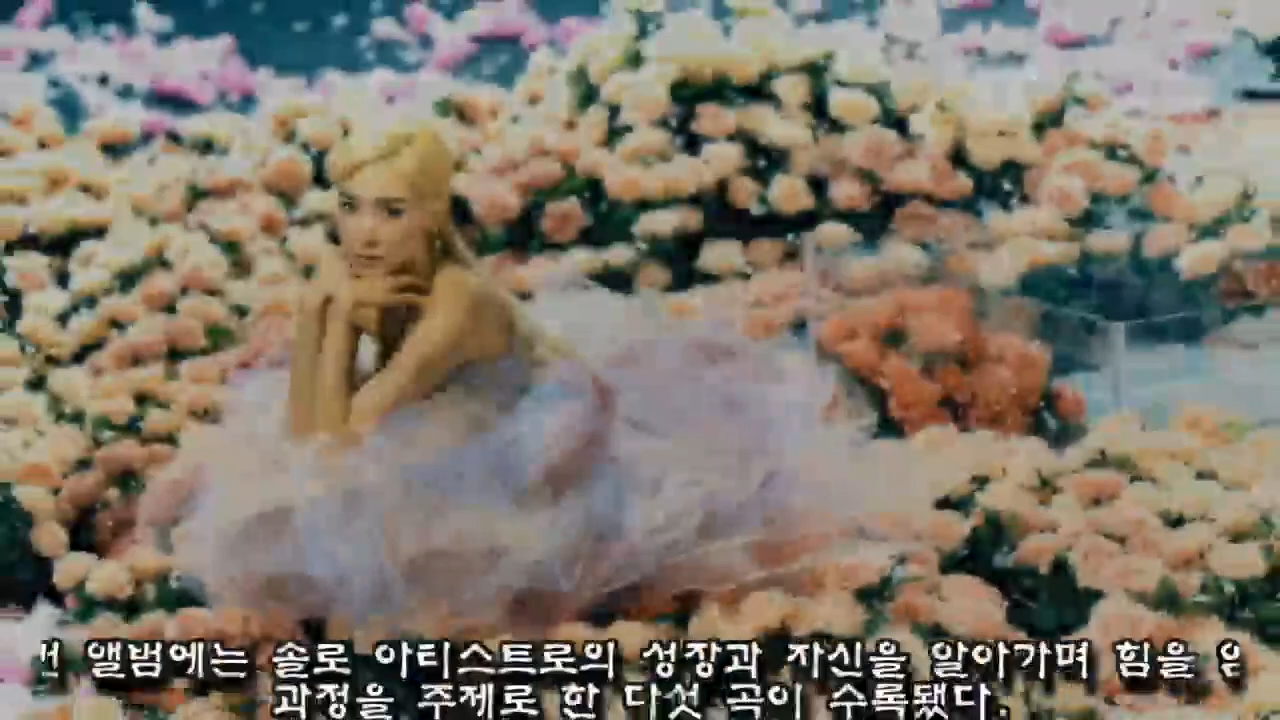 앨범에는 솔로 아티스트로의 성장과 자신을 알아가며 힘을
과정을 주제로 한 다섯 곡이 수록됐다.